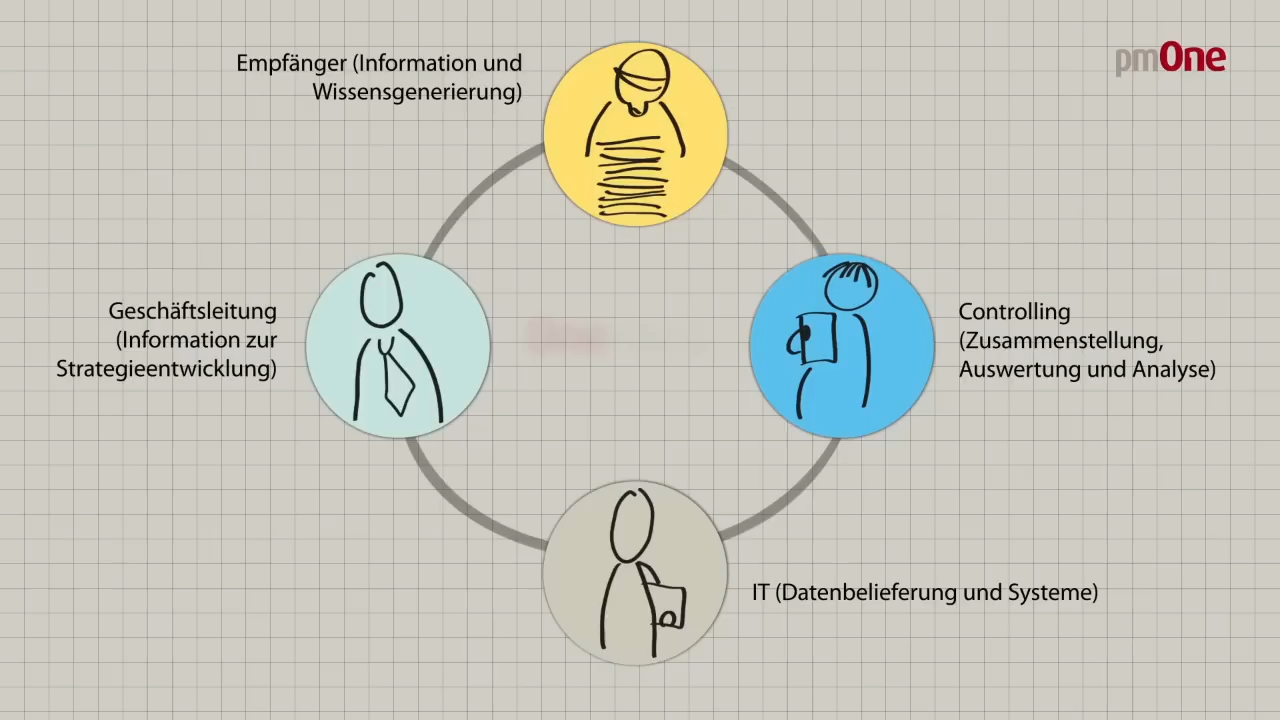 Empfänger (Information und
Wissensgenerierung)
pmOne
Geschäftsleitung
(Information zur
Strategieentwicklung)
Controlling
(Zusammenstellung,
Auswertung und Analyse)
IT (Datenbelieferung und Systeme)